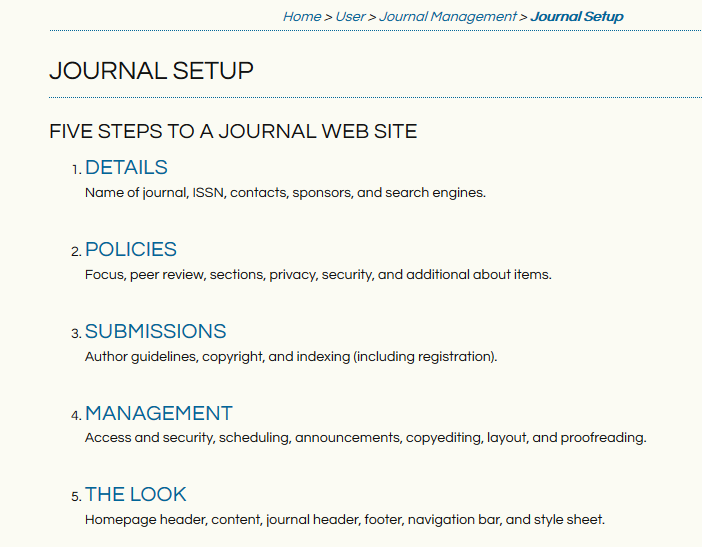 Home > User > Journal Management > Journal Setup
JOURNAL SETUP
FIVE STEPS TO A JOURNAL WEB SITE
1. DETAILS
Name of journal, ISSN, contacts, sponsors, and search engines.
2. POLICIES
Focus, peer review, sections, privacy, security, and additional about items.
3. SUBMISSIONS
Author guidelines, copyright, and indexing (including registration).
4. MANAGEMENT
Access and security, scheduling, announcements, copyediting, layout, and proofreading.
5. THE LOOK
Homepage header, content, journal header, footer, navigation bar, and style sheet.